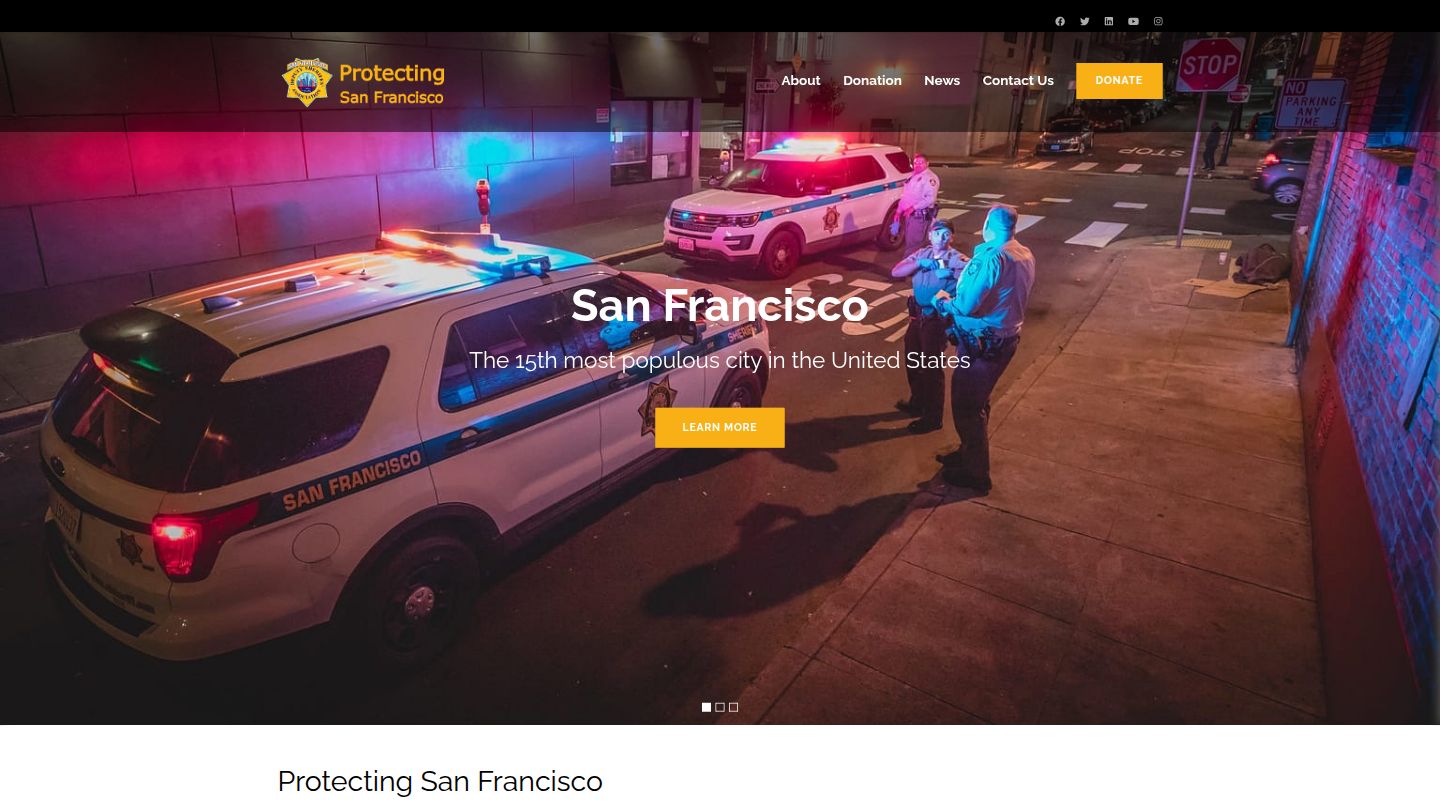 Protecting
San Francisco
About Donation News Contact Us DONATE
STOP
NO
PARKING
ANY
TIME
STOP
San Francisco
SHERIFF
The 15th most populous city in the United States
LEARN MORE
SAN FRANCISCO
Protecting San Francisco